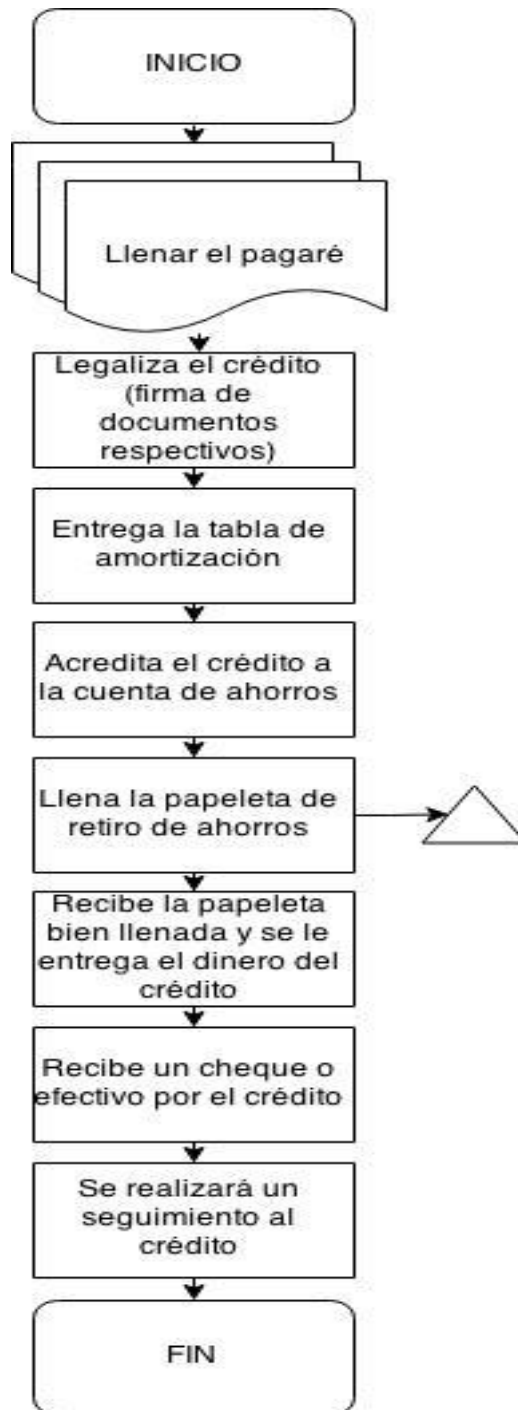 INICIO
Llenar el pagaré
Legaliza el crédito
(firma de
documentos
respectivos)
Entrega la tabla de
amortización
Acredita el crédito a
la cuenta de ahorros
Llena la papeleta de
retiro de ahorros
Recibe la papeleta
bien llenada y se le
entrega el dinero del
crédito
Recibe un cheque o
efectivo por el crédito
Se realizará un
seguimiento al
crédito
FIN